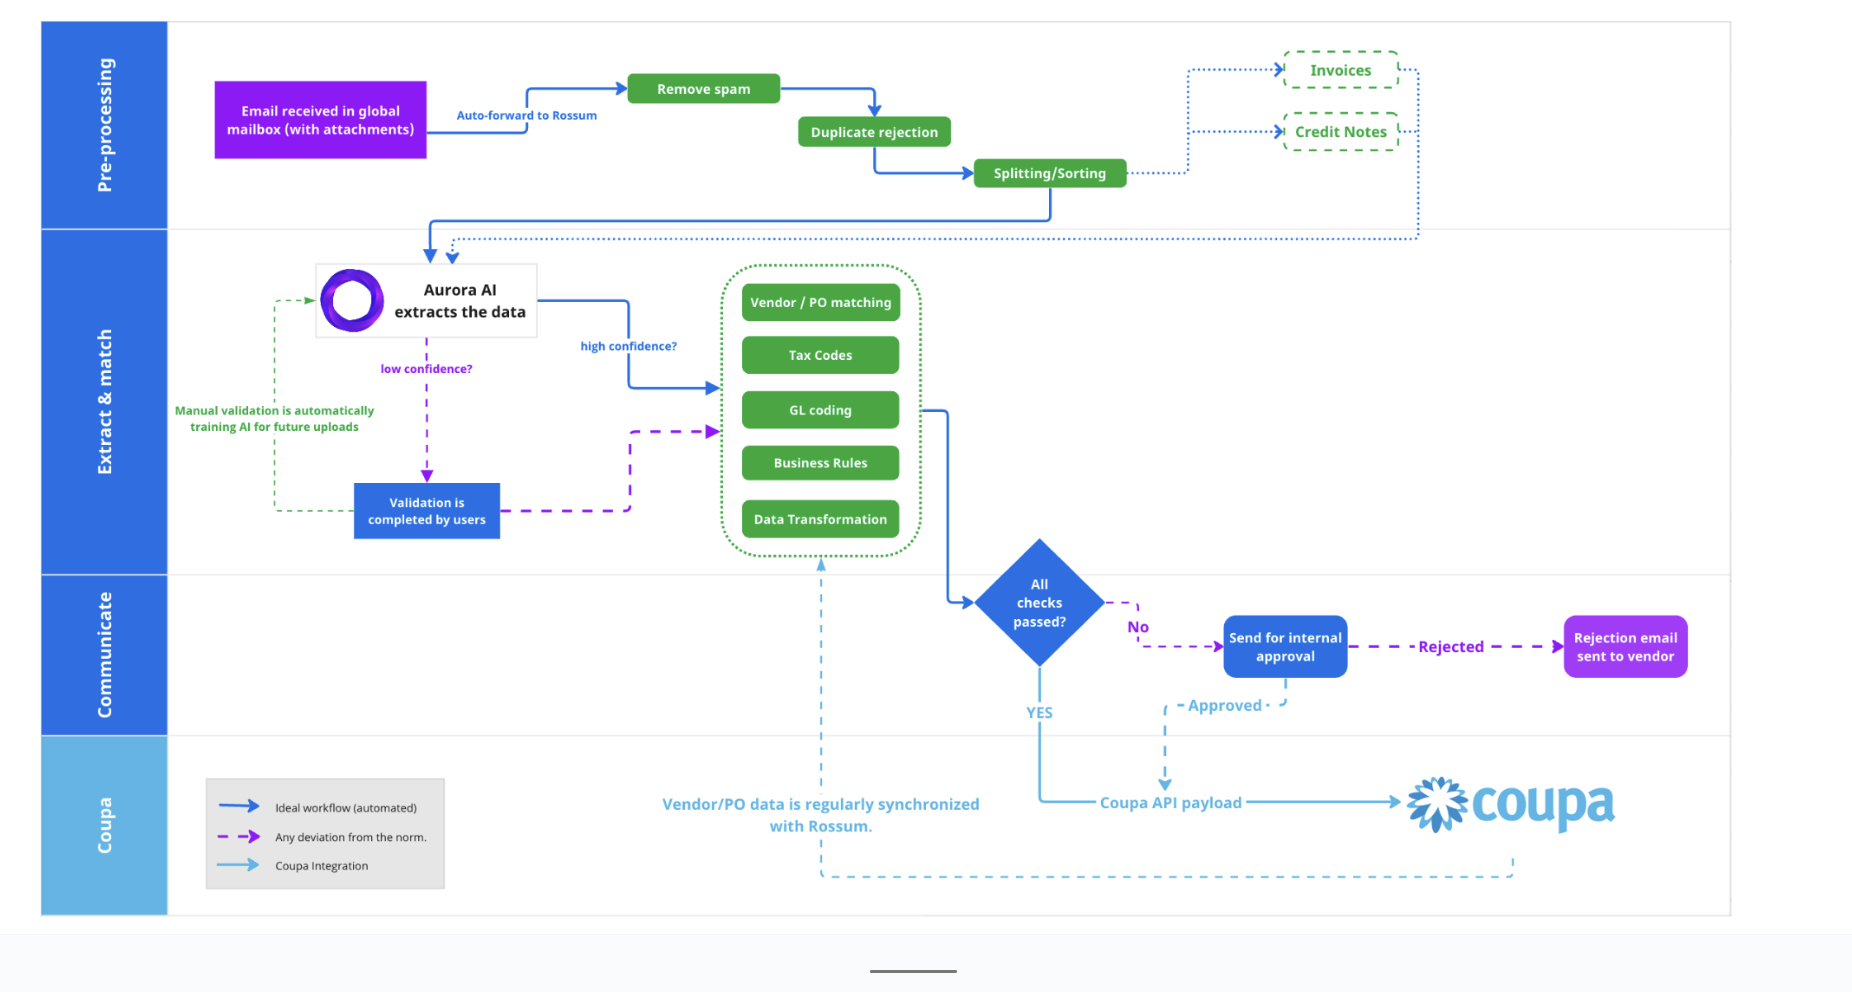 Pre-processing
Email received in global
mailbox (with attachments)
Auto-forward to Rossum
Remove spam
Duplicate rejection
Splitting/Sorting
Invoices
Credit Notes
Extract & match
Aurora AI
extracts the data
high confidence?
low confidence?
Manual validation is automatically
training AI for future uploads
Validation is
completed by users
Vendor / PO matching
Tax Codes
GL coding
Business Rules
Data Transformation
Communicate
All
checks
passed?
No
Send for internal
approval
Rejected
Rejection email
sent to vendor
YES
Approved
Coupa
Ideal workflow (automated)
Any deviation from the norm.
Coupa Integration
Vendor/PO data is regularly synchronized
with Rossum.
Coupa API payload
coupa